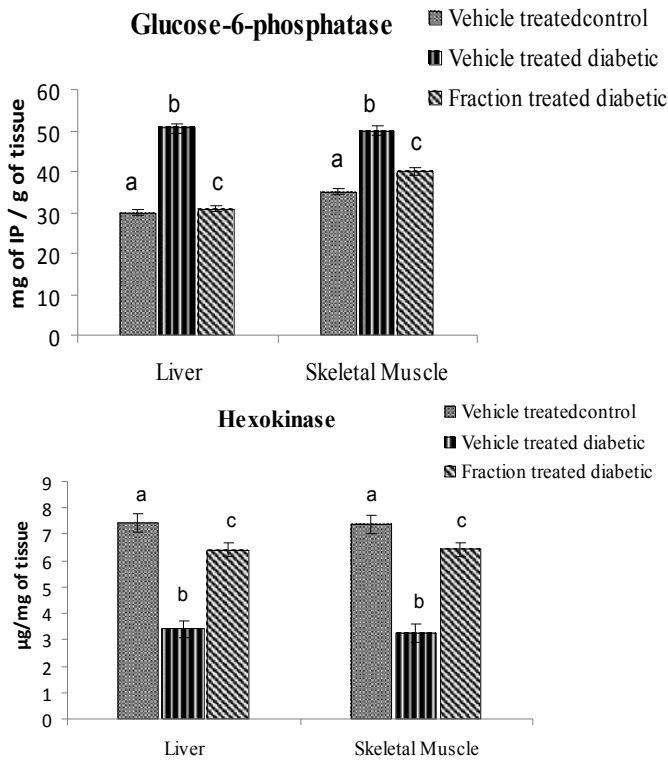 Glucose-6-phosphatase
Vehicle treatedcontrol
Vehicle treated diabetic
Fraction treated diabetic
mg of IP / g of tissue
60
50
40
30
20
10
0
a
b
c
a
b
c
Liver
Sketetal Muscle
Hexokinase
Vehicle treatedcontrol
Vehicle treated diabetic
Fraction treated diabetic
µg/mg of tissue
9
8
7
6
5
4
3
2
1
0
a
b
c
a
b
c
Liver
Skeletal Muscle